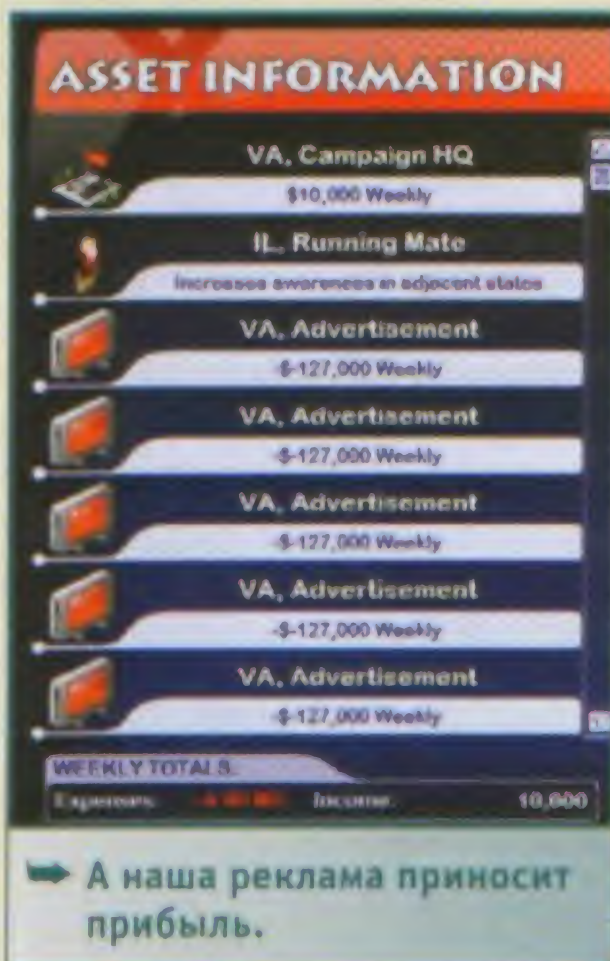 ASSET INFORMATION
VA, Campaign HQ
$10,000 Weekly
IL, Running Mate
Increases awareness in adjacent states
VA, Advertisement
-$-127,000 Weekly
VA, Advertisement
-$-127,000 Weekly
VA, Advertisement
-$-127,000 Weekly
VA, Advertisement
-$-127,000 Weekly
VA, Advertisement
-$-127,000 Weekly
WEEKLY TOTALS:
Expenses: Income: 10,000
А наша реклама приносит
прибыль.